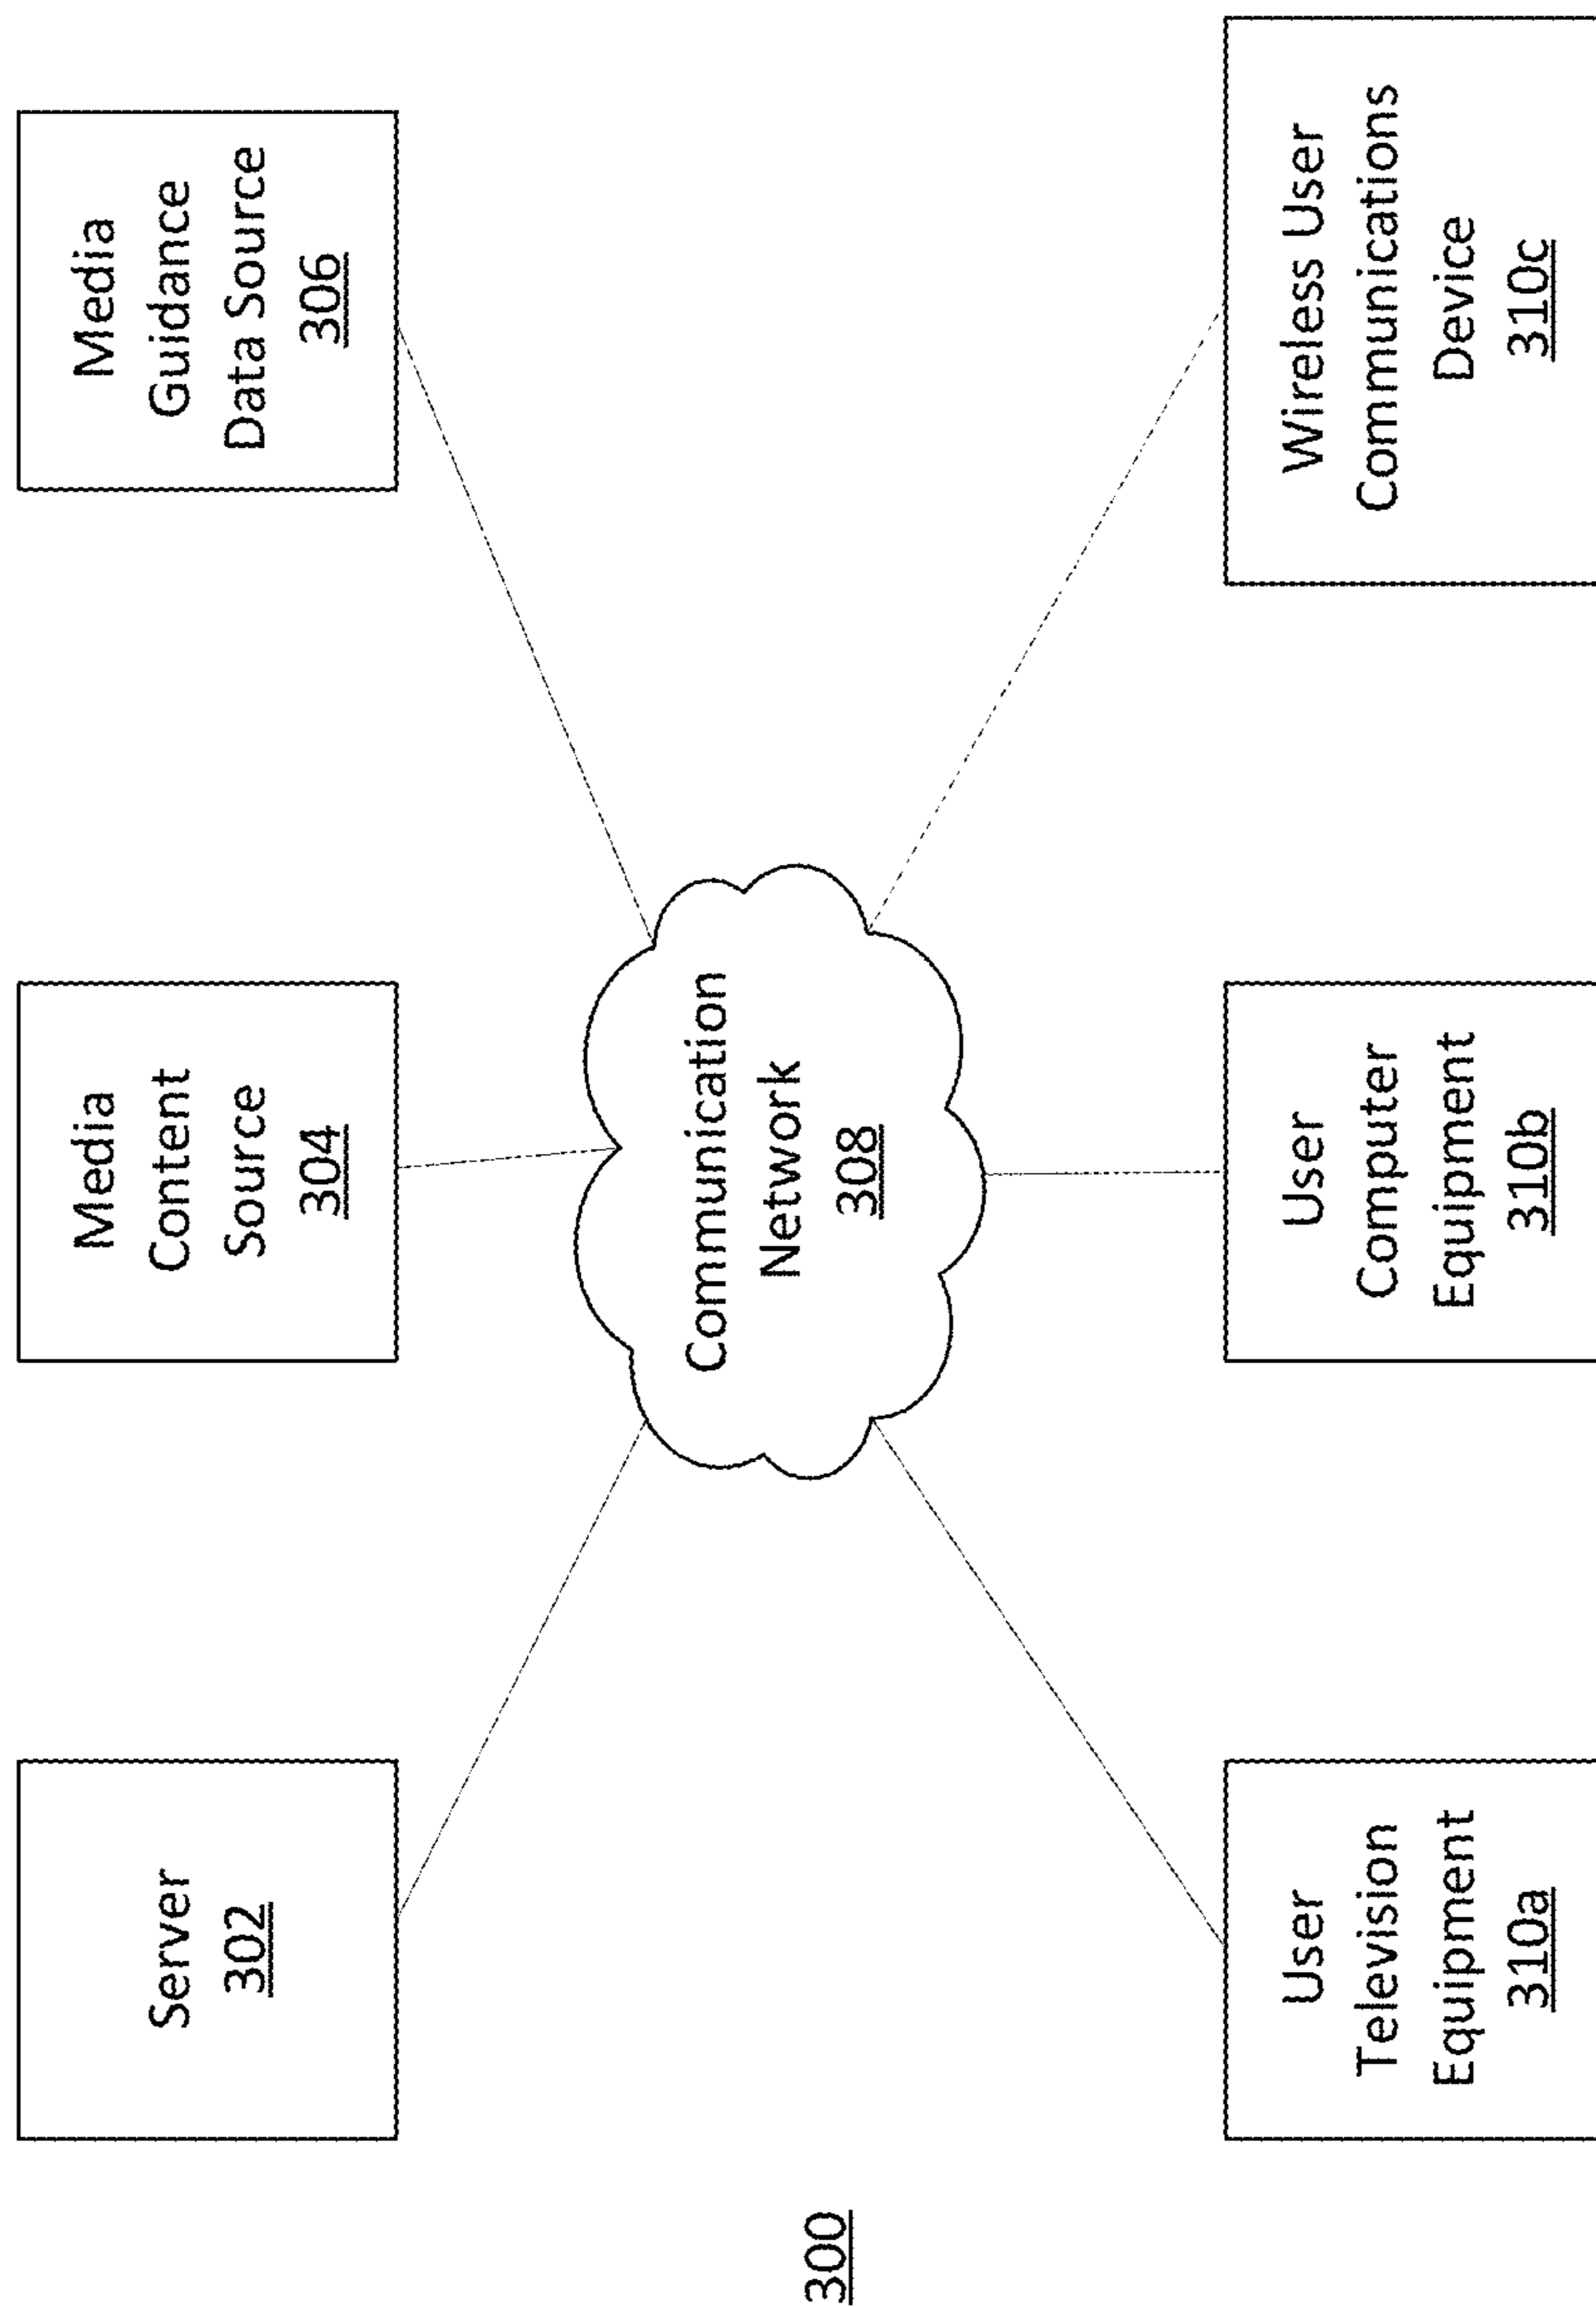 Server
302
Media
Content
Source
304
Media
Guidance
Data Source
306
300
Communication
Network
308
User
Television
Equipment
310a
User
Computer
Equipment
310b
Wireless User
Communications
Device
310c